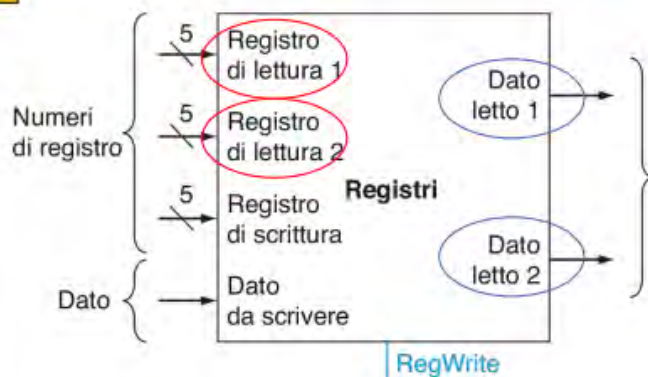 Numeri
di registro
5
Registro
di lettura 1
5
Registro
di lettura 2
5
Registro
di scrittura
Dato
Dato
da scrivere
Registri
Dato
letto 1
Dato
letto 2
RegWrite